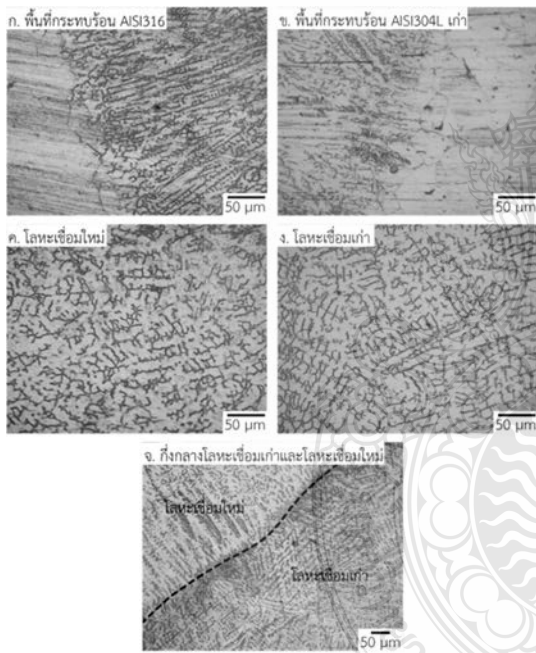 ก. พื้นที่กระทบร้อน AISI316
ข. พื้นที่กระทบร้อน AISI304L เก่า
50 µm
50 µm
ค. โลหะเชื่อมใหม่
ง. โลหะเชื่อมเก่า
50 µm
50 µm
จ. กึ่งกลางโลหะเชื่อมเก่าและโลหะเชื่อมใหม่
โลหะเชื่อมใหม่
โลหะเชื่อมเก่า
50 µm